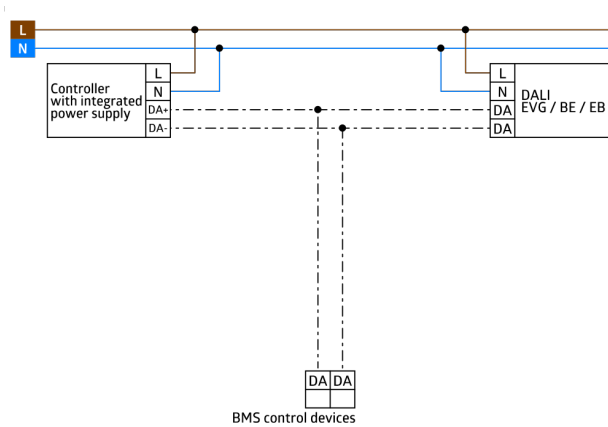 L
N
Controller
with integrated
power supply
L
N
DA+
DA-
L
N
DA
DA
DALI
EVG / BE / EB
DA DA
BMS control devices